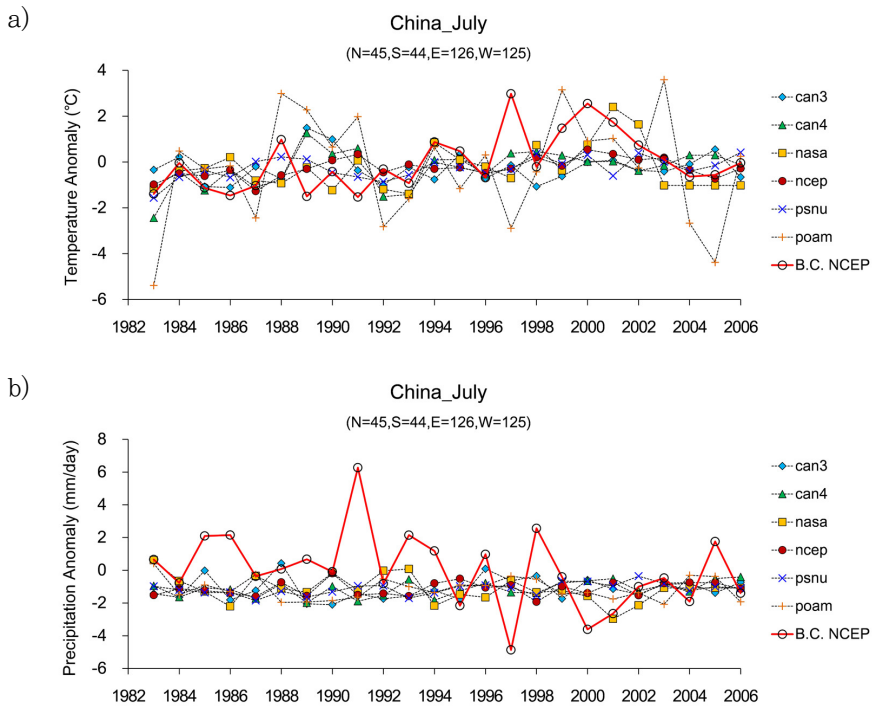 a)
China_July
(N=45,S=44,E=126,W=125)
Temperature Anomaly (°C)
4
2
0
-2
-4
-6
1982 1984 1986 1988 1990 1992 1994 1996 1998 2000 2002 2004 2006
can3
can4
nasa
ncep
psnu
poam
B.C. NCEP
b)
China_July
(N=45,S=44,E=126,W=125)
Precipitation Anomaly (mm/day)
8
6
4
2
0
-2
-4
-6
1982 1984 1986 1988 1990 1992 1994 1996 1998 2000 2002 2004 2006
can3
can4
nasa
ncep
psnu
poam
B.C. NCEP